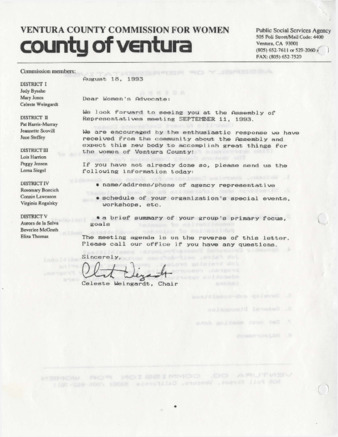 VENTURA COUNTY COMMISSION FOR WOMEN
county of ventura
Public Social Services Agency
505 Poli Street/Mail Code: 4400
Ventura, CA 93001
(805) 652-7611 or 525-2060
FAX: (805) 652-7520
Commission members:
DISTRICT I
Judy Bysshe
Mary Jones
Celeste Weingardt
DISTRICT II
Pat Harris-Murray
Jeannette Scovill
Jean Steffey
DISTRICT III
Lois Harrion
Peggy Jensen
Lorna Siegel
DISTRICT IV
Rosemary
Connie Lawrence
Virginia Rogulsky
DISTRICT V
Aurora de la Selva
Beverlee McGrath
Elina Thomas
August 18, 1993
Dear Women's Advocate:
We look forward to seeing you at the Assembly of
Representatives meeting SEPTEMBER 11, 1993.
We are encouraged by the enthusiastic response we have
received from the community about the Assembly and
expect this new body to accomplish great things for
the women of Ventura County!
If you have not already done so, please send us the
following information today:
• name/address/phone of agency representative
• schedule of your organization's special events,
workshops, etc.
• a brief summary of your group's primary focus,
goals
The meeting agenda is on the reverse of this letter.
Please call our office if you have any questions.
Sincerely,
Celeste Weingardt, Chair